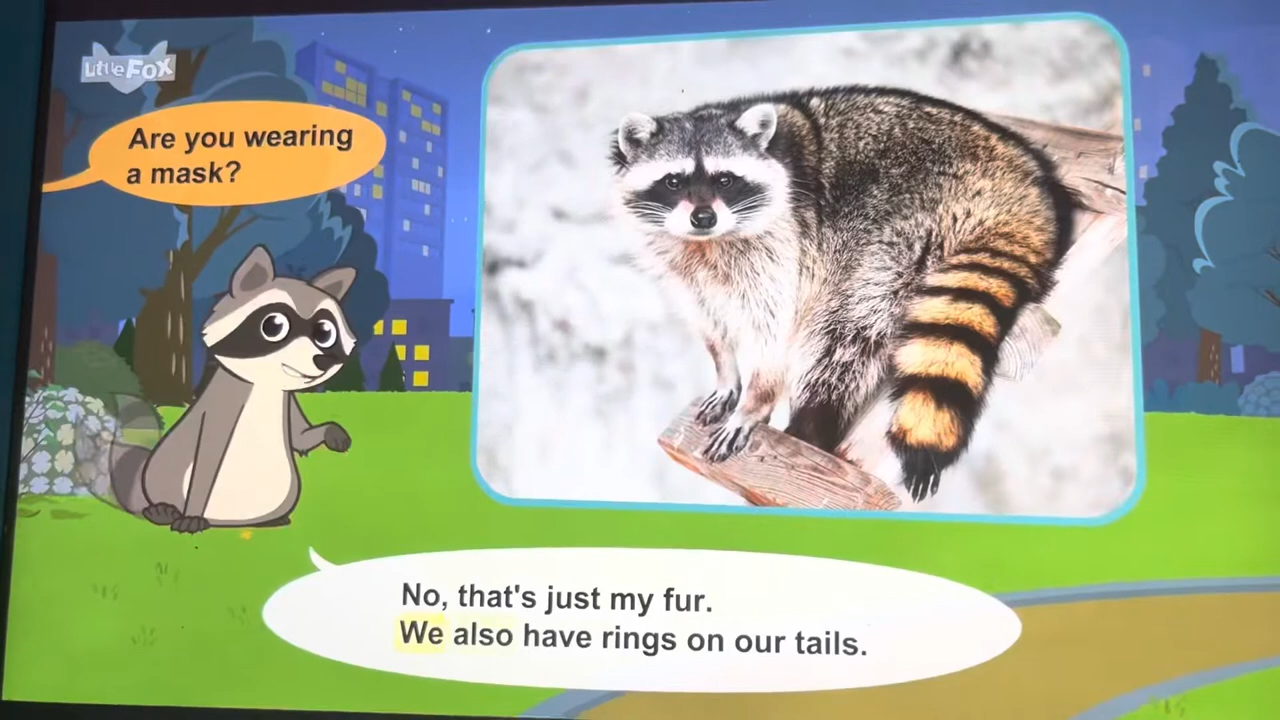 Little Fox
Are you wearing
a mask?
No, that's just my fur.
We also have rings on our tails.